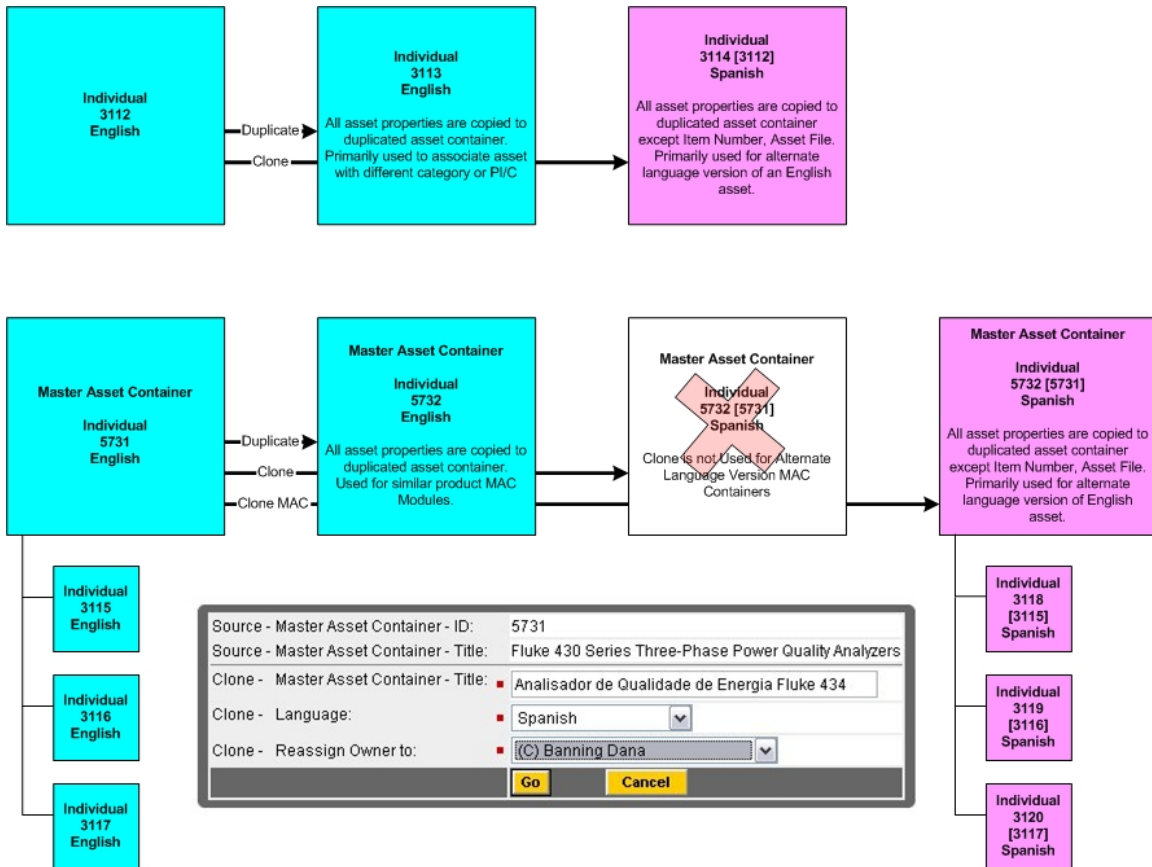 Individual
3112
English
Duplicate
Clone
Individual
3113
English
All asset properties are copied to
duplicated asset container.
Primarily used to associate asset
with different category or PI/C
Individual
3114 [3112]
Spanish
All asset properties are copied to
duplicated asset container
except Item Number, Asset File.
Primarily used for alternate
language version of an English
asset.
Master Asset Container
Individual
5731
English
Duplicate
Clone
Clone MAC
Master Asset Container
Individual
5732
English
All asset properties are copied to
duplicated asset container.
Used for similar product MAC
Modules.
Master Asset Container
Individual
5732 [5731]
Spanish
Clone is not Used for Alternate
Language Version MAC
Containers
Master Asset Container
Individual
5732 [5731]
Spanish
All asset properties are copied to
duplicated asset container
except Item Number, Asset File.
Primarily used for alternate
language version of English
asset.
Individual
3115
English
Individual
3116
English
Individual
3117
English
Source - Master Asset Container - ID: 5731
Source - Master Asset Container - Title: Fluke 430 Series Three-Phase Power Quality Analyzers
Clone - Master Asset Container - Title: Analisador de Qualidade de Energia Fluke 434
Clone - Language: Spanish
Clone - Reassign Owner to: (C) Banning Dana
Go Cancel
Individual
3118
[3115]
Spanish
Individual
3119
[3116]
Spanish
Individual
3120
[3117]
Spanish